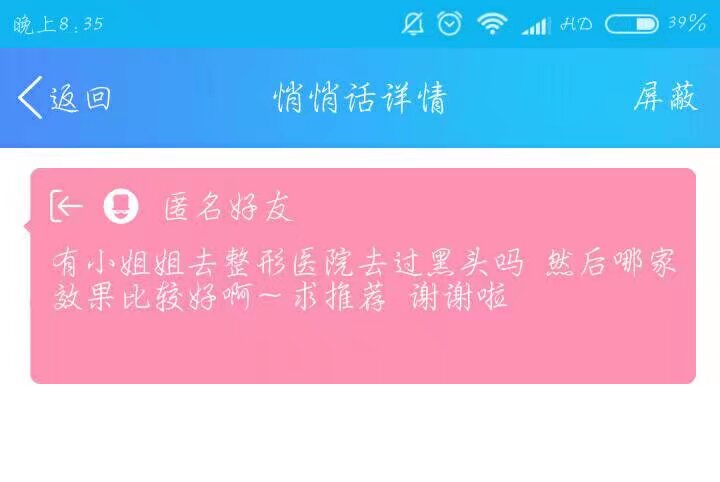 晚上8:35 HD 39%
返回 悄悄话详情 屏蔽
匿名好友
有小姐姐去整形医院去过黑头吗 然后哪家
效果比较好啊~求推荐 谢谢啦